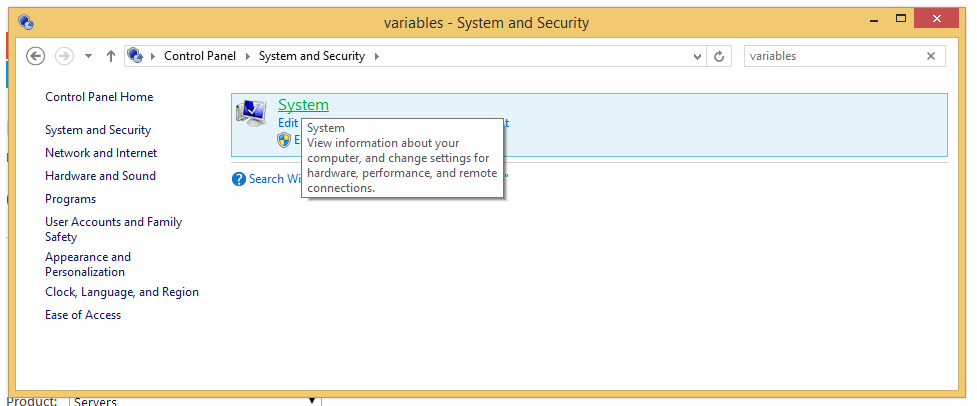 variables - System and Security
Control Panel
System and Security
variables
Control Panel Home
System and Security
Network and Internet
Hardware and Sound
Programs
User Accounts and Family
Safety
Appearance and
Personalization
Clock, Language, and Region
Ease of Access
System
Edit
System
View information about your
computer, and change settings for
hardware, performance, and remote
connections.
Search Wi
Product:
Servers